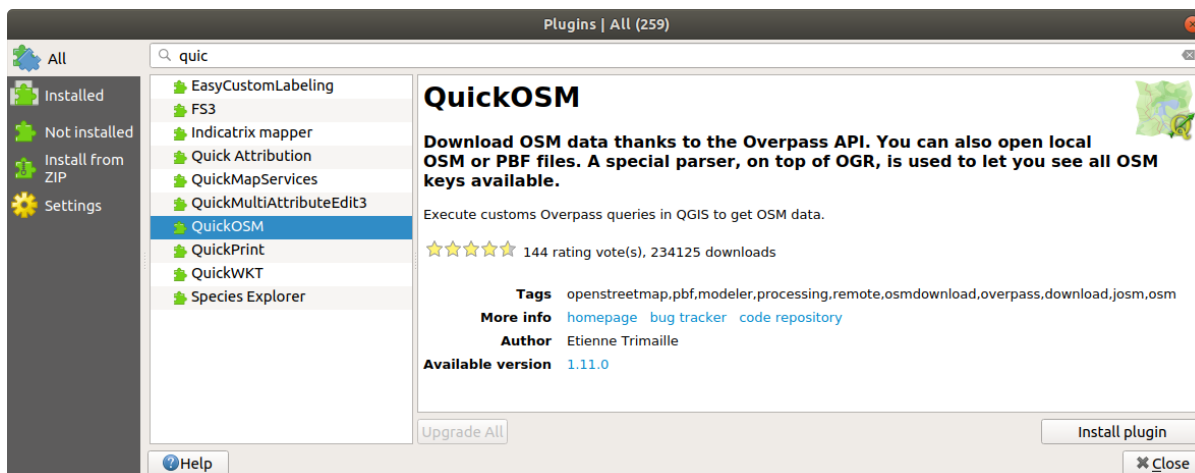 Plugins | All (259)
All
Installed
Not installed
Install from
ZIP
Settings
quic
EasyCustomLabeling
FS3
Indicatrix mapper
Quick Attribution
QuickMapServices
QuickMultiAttributeEdit3
QuickOSM
QuickPrint
QuickWKT
Species Explorer
QuickOSM
Download OSM data thanks to the Overpass API. You can also open local
OSM or PBF files. A special parser, on top of OGR, is used to let you see all OSM
keys available.
Execute customs Overpass queries in QGIS to get OSM data.
144 rating vote(s), 234125 downloads
Tags openstreetmap,pbf,modeler,processing,remote,osmdownload,overpass,download,josm,osm
More info homepage bug tracker code repository
Author Etienne Trimaille
Available version 1.11.0
Upgrade All
Install plugin
Help
Close